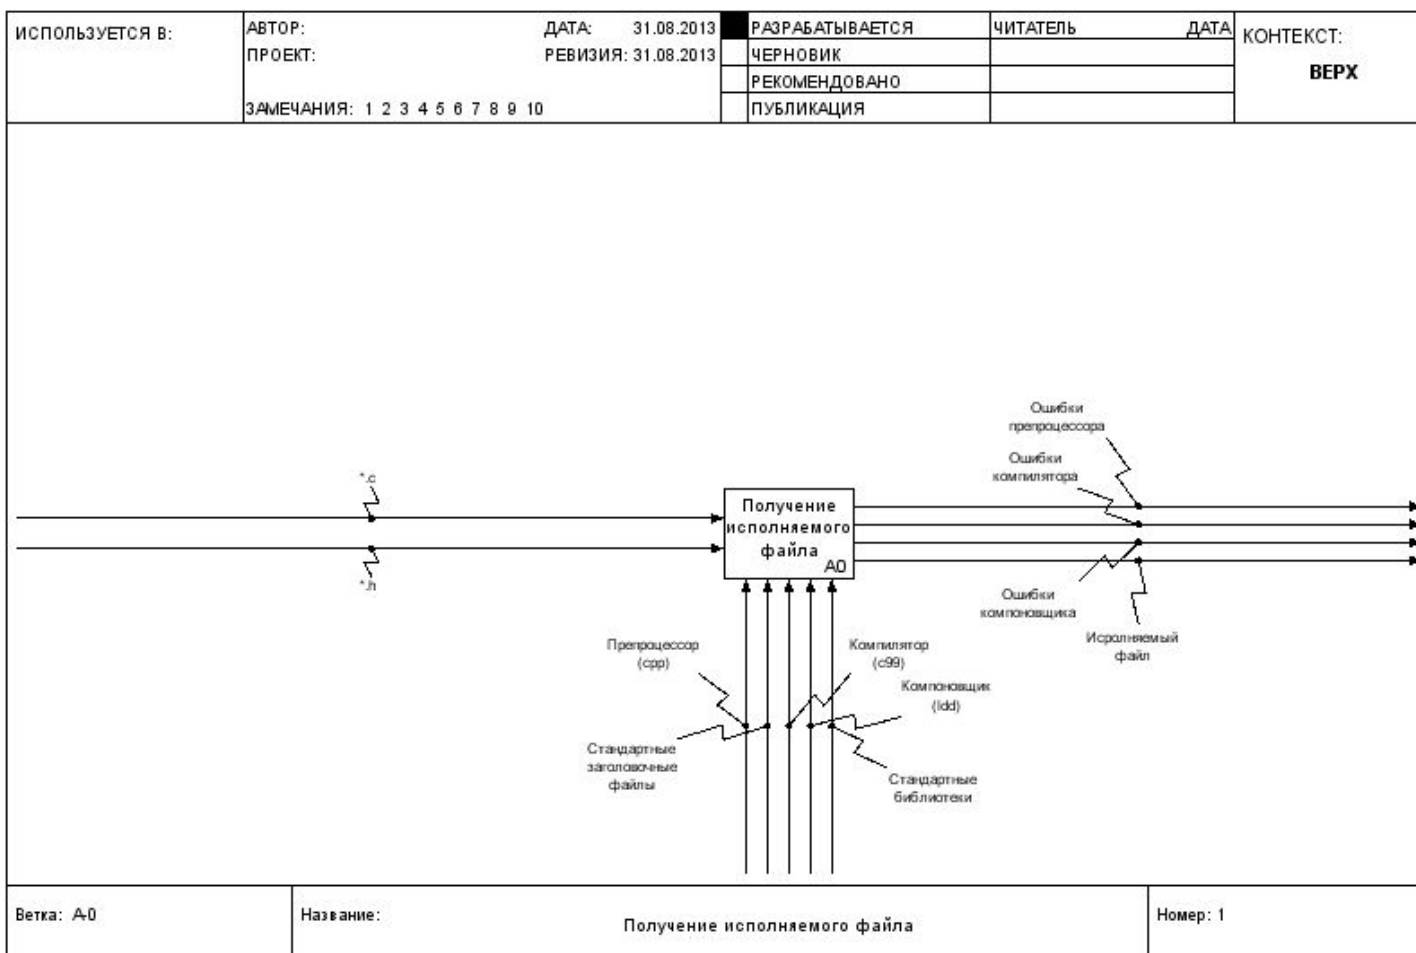 ИСПОЛЬЗУЕТСЯ В:
АВТОР:
ДАТА: 31.08.2013
ПРОЕКТ:
РЕВИЗИЯ: 31.08.2013
ЗАМЕЧАНИЯ: 1 2 3 4 5 6 7 8 9 10
РАЗРАБАТЫВАЕТСЯ
ЧЕРНОВИК
РЕКОМЕНДОВАНО
ПУБЛИКАЦИЯ
ЧИТАТЕЛЬ
ДАТА
КОНТЕКСТ:
ВЕРХ
Ошибки
препроцессора
Ошибки
компилятора
*.c
*.h
Получение
исполняемого
файла
A0
Ошибки
компоновщика
Исролняемый
файл
Препроцессор
(cpp)
Компилятор
(c99)
Компоновщик
(ldd)
Стандартные
заголовочные
файлы
Стандартные
библиотеки
Ветка: A-0
Название:
Получение исполняемого файла
Номер: 1